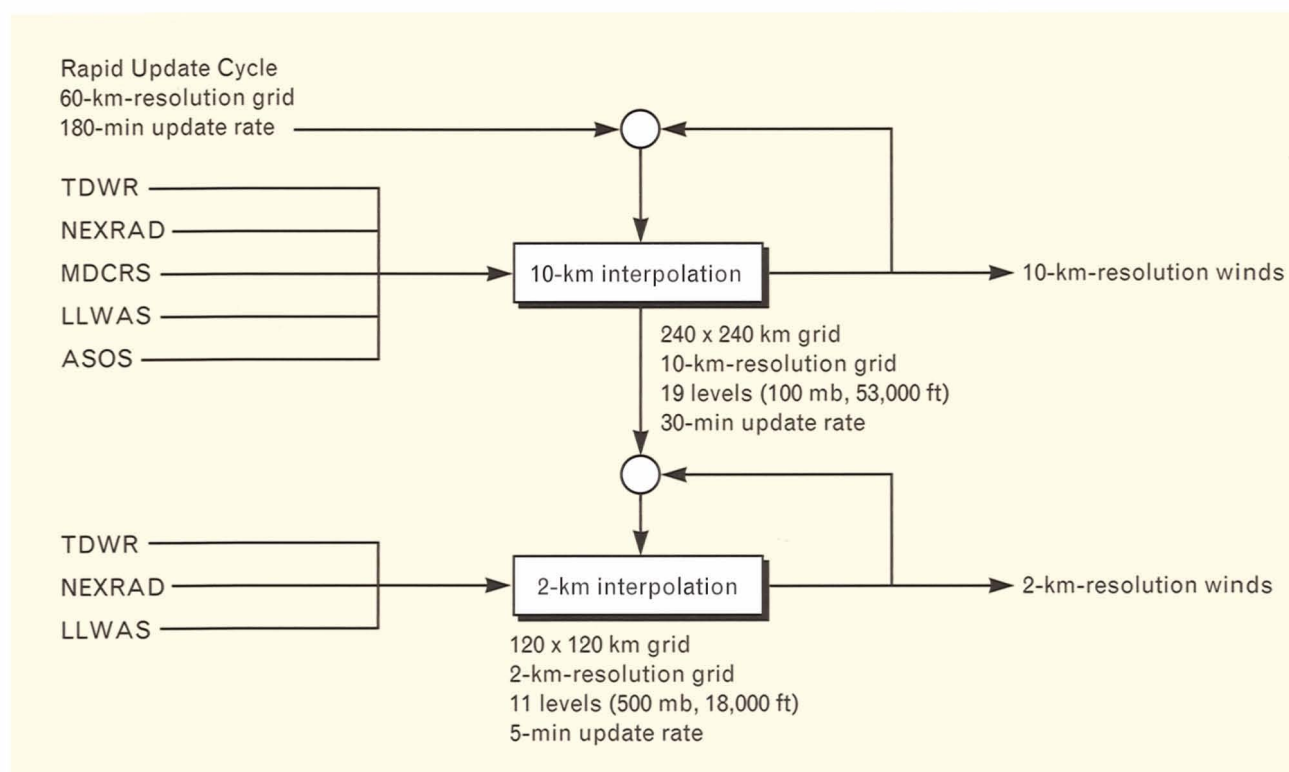 Rapid Update Cycle
60-km-resolution grid
180-min update rate
TDWR
NEXRAD
MDCRS
LLWAS
ASOS
10-km interpolation
10-km-resolution winds
240 x 240 km grid
10-km-resolution grid
19 levels (100 mb, 53,000 ft)
30-min update rate
TDWR
NEXRAD
LLWAS
2-km interpolation
2-km-resolution winds
120 x 120 km grid
2-km-resolution grid
11 levels (500 mb, 18,000 ft)
5-min update rate